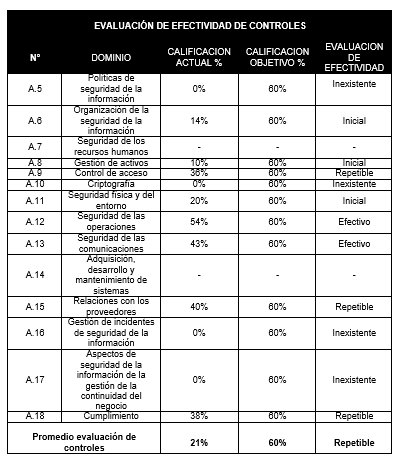 EVALUACIÓN DE EFECTIVIDAD DE CONTROLES
N° DOMINIO CALIFICACION ACTUAL % CALIFICACION OBJETIVO % EVALUACION DE EFECTIVIDAD
A.5 Políticas de seguridad de la información 0% 60% Inexistente
A.6 Organización de la seguridad de la información 14% 60% Inicial
A.7 Seguridad de los recursos humanos - - -
A.8 Gestión de activos 10% 60% Inicial
A.9 Control de acceso 36% 60% Repetible
A.10 Criptografía 0% 60% Inexistente
A.11 Seguridad física y del entorno 20% 60% Inicial
A.12 Seguridad de las operaciones 54% 60% Efectivo
A.13 Seguridad de las comunicaciones 43% 60% Efectivo
A.14 Adquisición, desarrollo y mantenimiento de sistemas - - -
A.15 Relaciones con los proveedores 40% 60% Repetible
A.16 Gestión de incidentes de seguridad de la información 0% 60% Inexistente
A.17 Aspectos de seguridad de la información de la gestión de la continuidad del negocio 0% 60% Inexistente
A.18 Cumplimiento 38% 60% Repetible
Promedio evaluación de controles 21% 60% Repetible